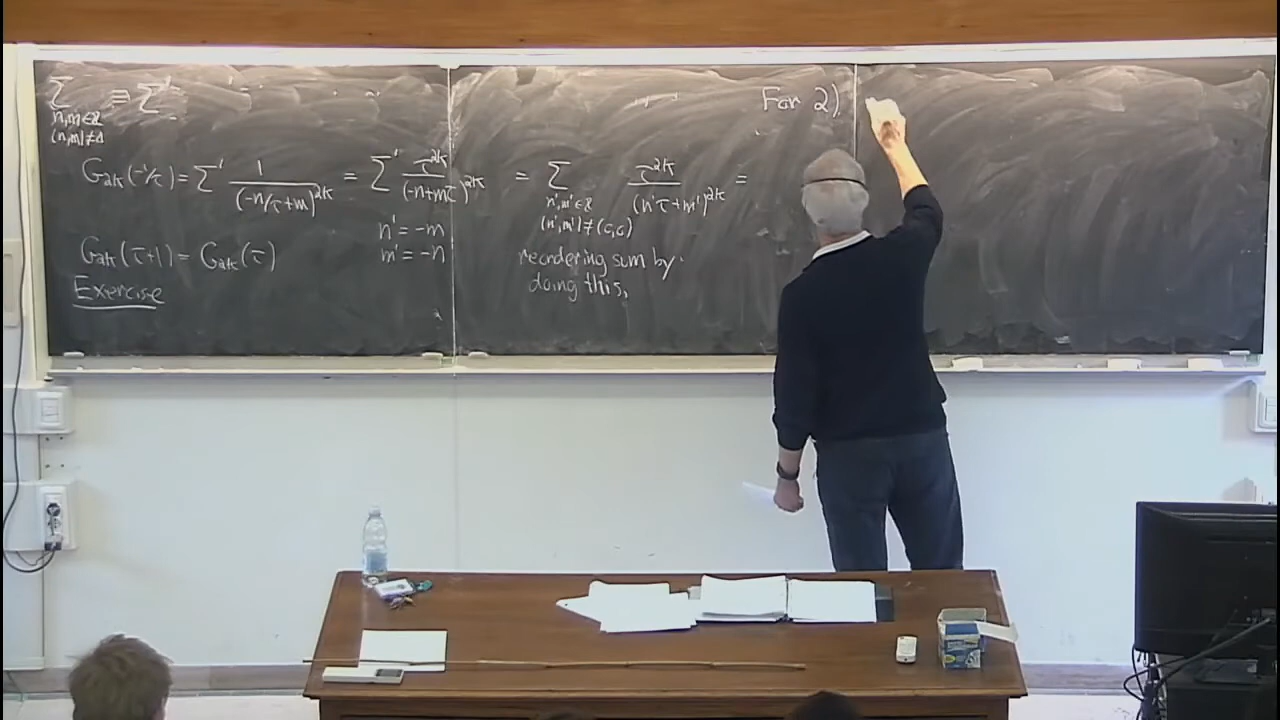 ∑ ≡ ∑'
n,m∈ℤ
(n,m)≠0
G₂ₖ(-1/τ) = ∑' 1/(-n/τ+m)^2k = ∑' τ^2k/(-n+mτ)^2k = ∑ τ^2k/(n'τ+m')^2k =
n',m'∈ℤ
(n',m')≠(0,0)
n' = -m
m' = -n
reordering sum by
doing this,
G₂ₖ(τ+1) = G₂ₖ(τ)
Exercise
For 2)